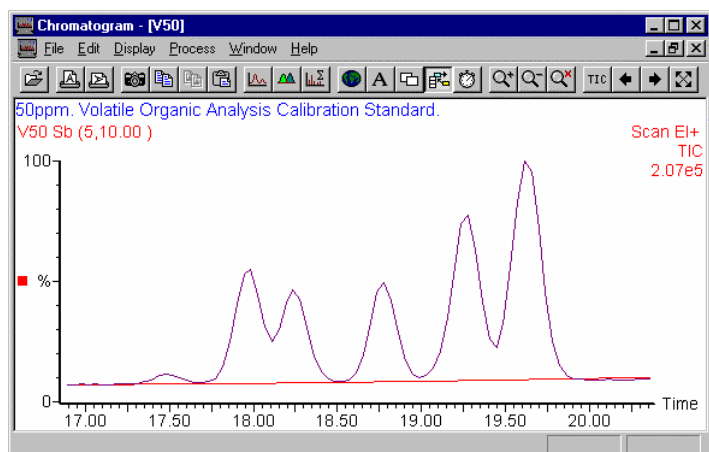 Chromatogram - [V50]
File Edit Display Process Window Help
A TIC
50ppm. Volatile Organic Analysis Calibration Standard.
V50 Sb (5,10.00 )
Scan EI+
TIC
2.07e5
100
%
0
Time
17.00 17.50 18.00 18.50 19.00 19.50 20.00